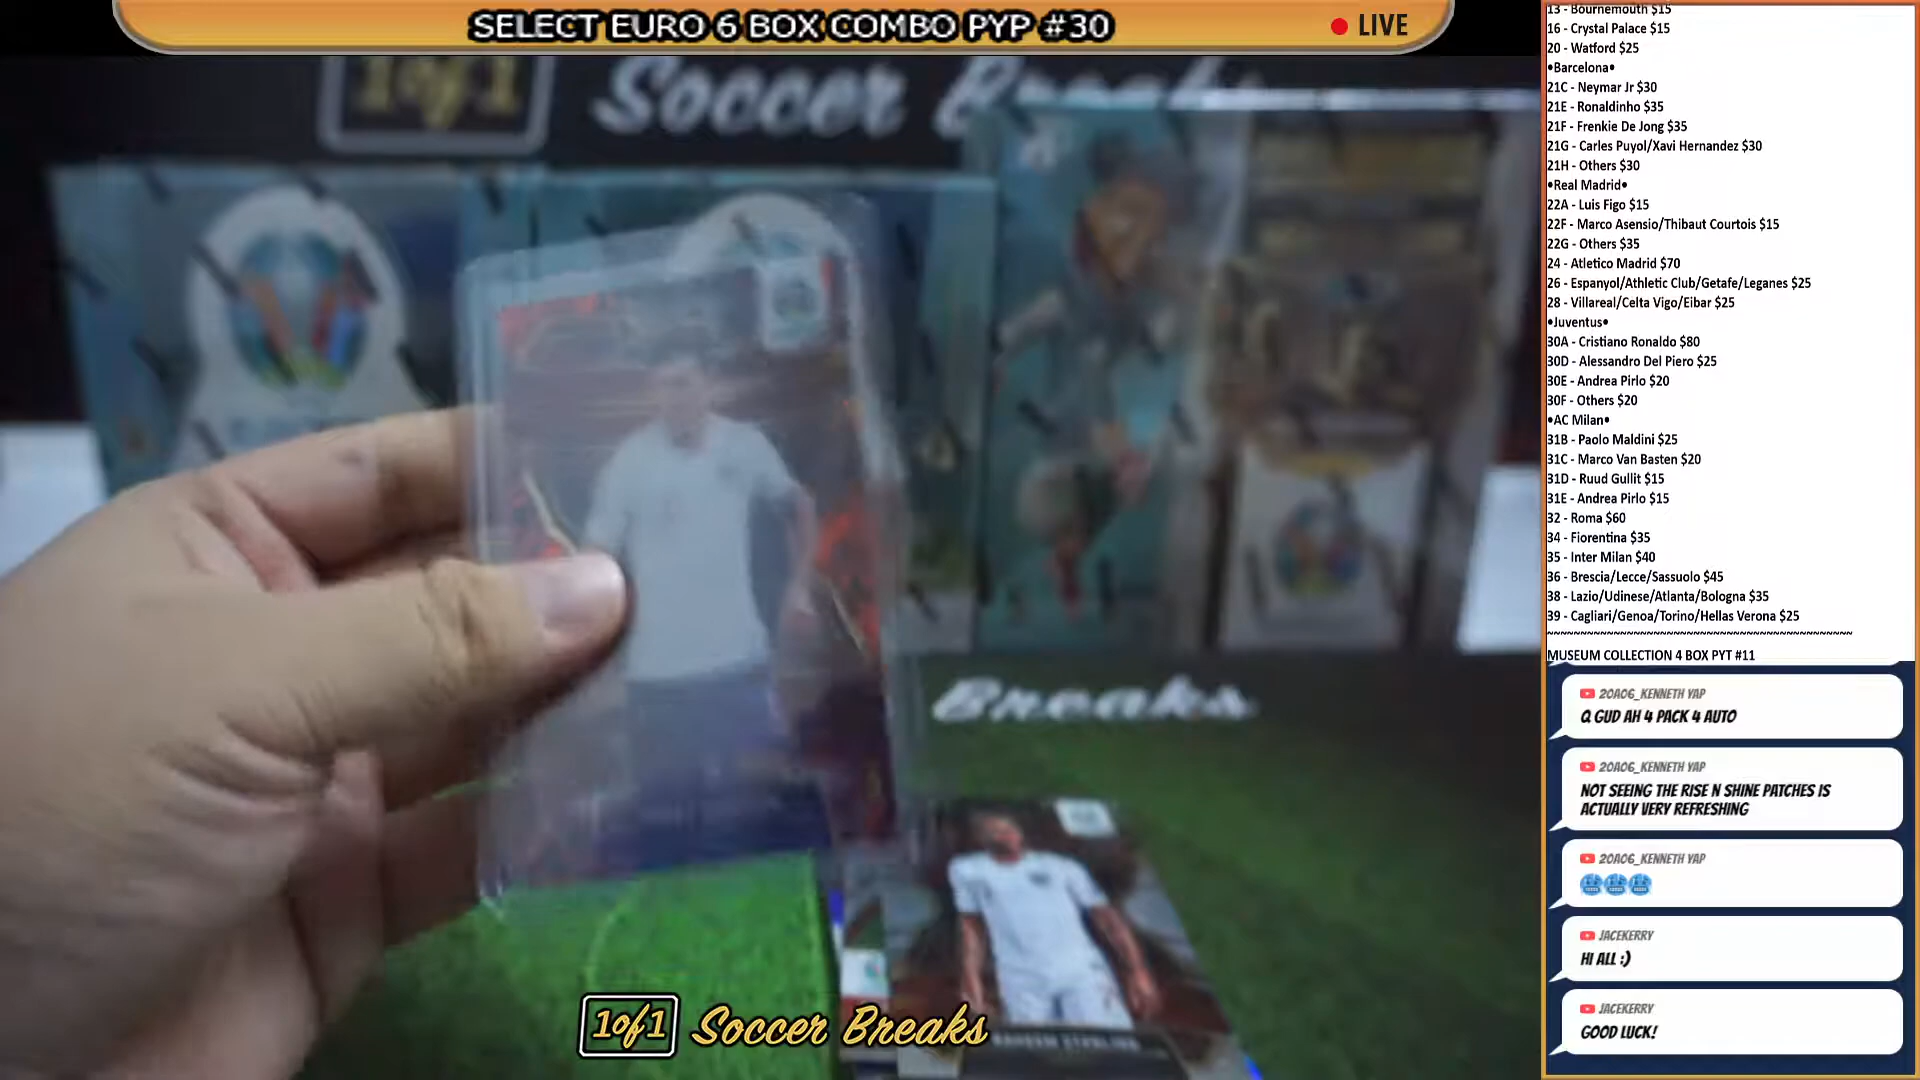 SELECT EURO 6 BOX COMBO PYP #30
LIVE
1of1
Soccer
13 - Bournemouth $15
16 - Crystal Palace $15
20 - Watford $25
•Barcelona•
21C - Neymar Jr $30
21E - Ronaldinho $35
21F - Frenkie De Jong $35
21G - Carles Puyol/Xavi Hernandez $30
21H - Others $30
•Real Madrid•
22A - Luis Figo $15
22F - Marco Asensio/Thibaut Courtois $15
22G - Others $35
24 - Atletico Madrid $70
26 - Espanyol/Athletic Club/Getafe/Leganes $25
28 - Villareal/Celta Vigo/Eibar $25
•Juventus•
30A - Cristiano Ronaldo $80
30D - Alessandro Del Piero $25
30E - Andrea Pirlo $20
30F - Others $20
•AC Milan•
31B - Paolo Maldini $25
31C - Marco Van Basten $20
31D - Ruud Gullit $15
31E - Andrea Pirlo $15
32 - Roma $60
34 - Fiorentina $35
35 - Inter Milan $40
36 - Brescia/Lecce/Sassuolo $45
38 - Lazio/Udinese/Atlanta/Bologna $35
39 - Cagliari/Genoa/Torino/Hellas Verona $25
~~~~~~~~~~~~~~~~~~~~~~~~~~~~~~~~~~~~~~~~~~~~
MUSEUM COLLECTION 4 BOX PYT #11
20A06_KENNETH YAP
Q GUD AH 4 PACK 4 AUTO
20A06_KENNETH YAP
NOT SEEING THE RISE N SHINE PATCHES IS
ACTUALLY VERY REFRESHING
20A06_KENNETH YAP
JACEKERRY
HI ALL :)
JACEKERRY
GOOD LUCK!
Breaks
RAHEEM STERLING
1of1 Soccer Breaks